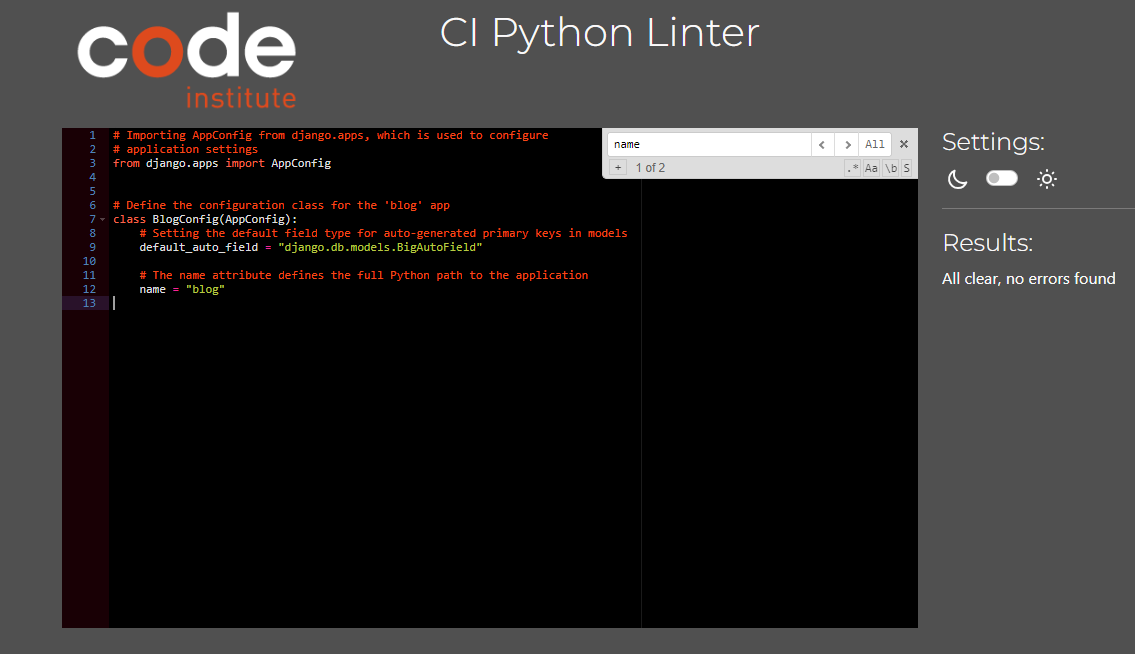 code
institute
CI Python Linter
1 # Importing AppConfig from django.apps, which is used to configure
2 # application settings
3 from django.apps import AppConfig
4
5
6 # Define the configuration class for the 'blog' app
7 class BlogConfig(AppConfig):
8     # Setting the default field type for auto-generated primary keys in models
9     default_auto_field = "django.db.models.BigAutoField"
10
11     # The name attribute defines the full Python path to the application
12     name = "blog"
13
name
All
+ 1 of 2 .* Aa \b S
Settings:
Results:
All clear, no errors found